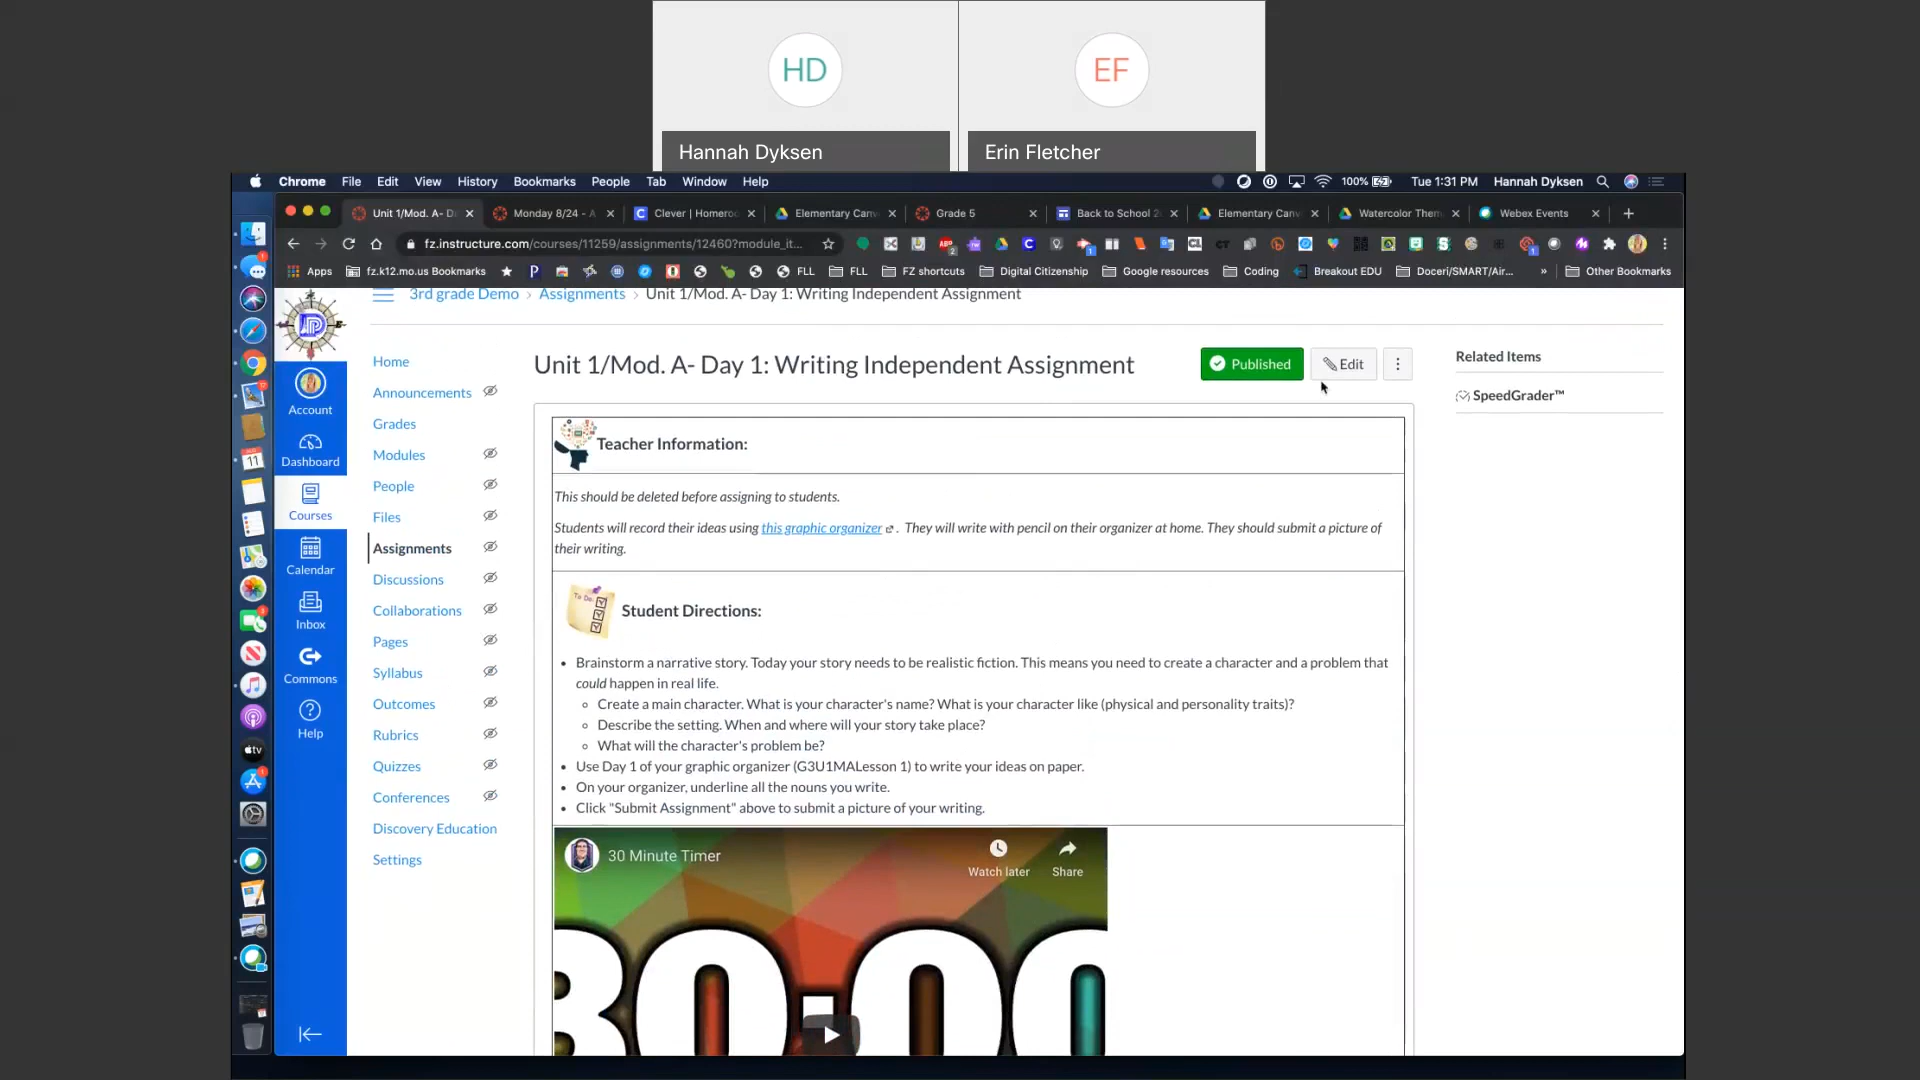 HD
EF
Hannah Dyksen
Erin Fletcher
Chrome File Edit View History Bookmarks People Tab Window Help
100% Tue 1:31 PM Hannah Dyksen
Unit 1/Mod. A- D
Monday 8/24 - A
Clever | Homeroo
Elementary Canv
Grade 5
Back to School 2
Elementary Canv
Watercolor Them
Webex Events
fz.instructure.com/courses/11259/assignments/12460?module_it...
Apps fz.k12.mo.us Bookmarks FLL FLL FZ shortcuts Digital Citizenship Google resources Coding Breakout EDU Doceri/SMART/Air... » Other Bookmarks
3rd grade Demo › Assignments › Unit 1/Mod. A- Day 1: Writing Independent Assignment
Account
Dashboard
Courses
Calendar
Inbox
Commons
Help
Home
Announcements
Grades
Modules
People
Files
Assignments
Discussions
Collaborations
Pages
Syllabus
Outcomes
Rubrics
Quizzes
Conferences
Discovery Education
Settings
Unit 1/Mod. A- Day 1: Writing Independent Assignment
Published
Edit
Related Items
SpeedGrader™
Teacher Information:
This should be deleted before assigning to students.
Students will record their ideas using this graphic organizer . They will write with pencil on their organizer at home. They should submit a picture of
their writing.
To Do:
Student Directions:
• Brainstorm a narrative story. Today your story needs to be realistic fiction. This means you need to create a character and a problem that
could happen in real life.
◦ Create a main character. What is your character's name? What is your character like (physical and personality traits)?
◦ Describe the setting. When and where will your story take place?
◦ What will the character's problem be?
• Use Day 1 of your graphic organizer (G3U1MALesson 1) to write your ideas on paper.
• On your organizer, underline all the nouns you write.
• Click "Submit Assignment" above to submit a picture of your writing.
30 Minute Timer
Watch later
Share
30:00